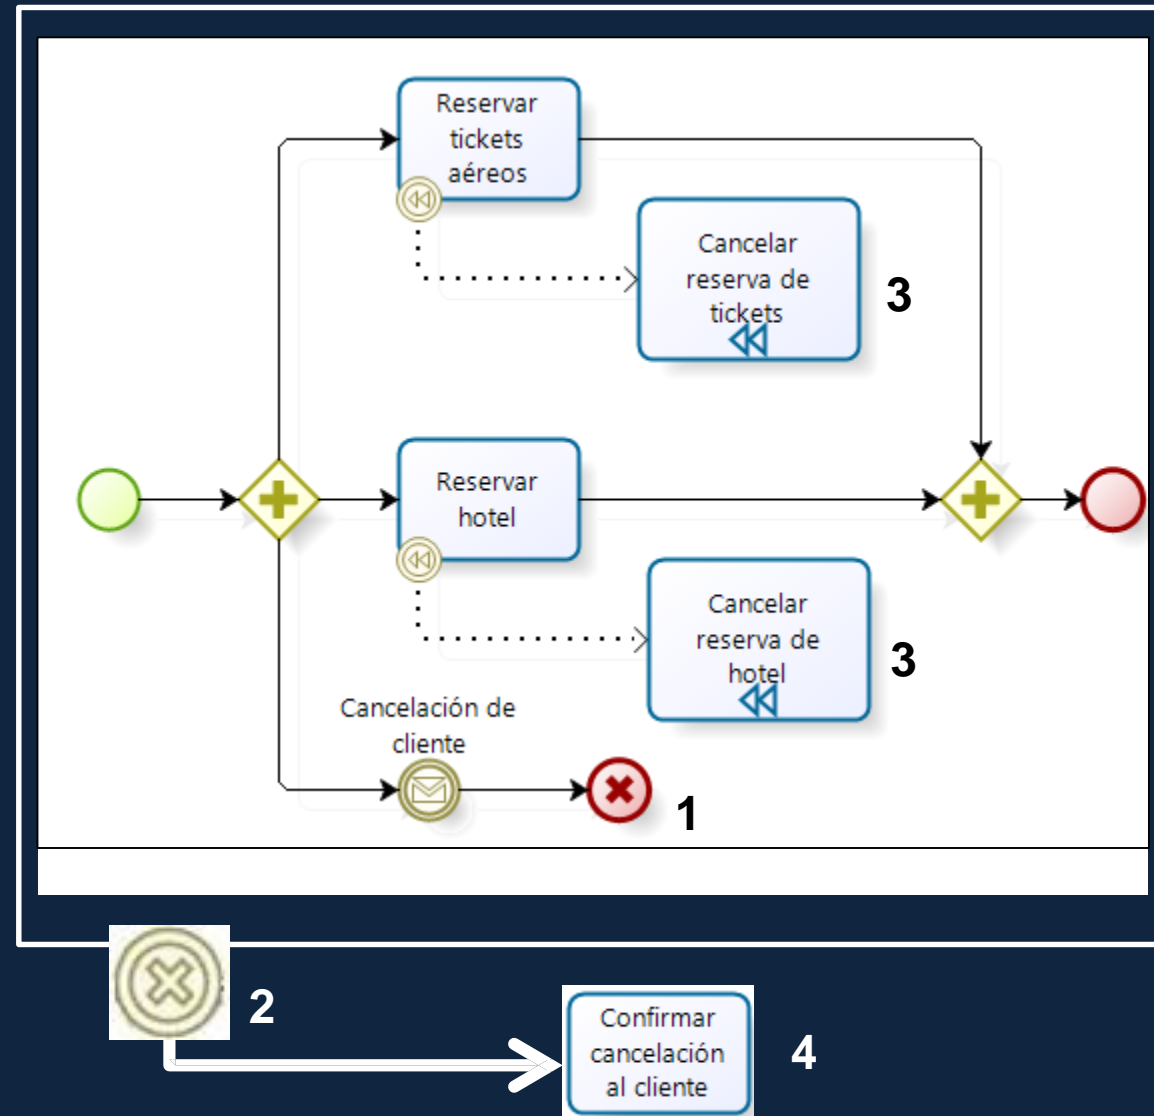 Reservar
tickets
aéreos
Cancelar
reserva de
tickets
3
Reservar
hotel
Cancelar
reserva de
hotel
3
Cancelación de
cliente
1
2
Confirmar
cancelación
al cliente
4